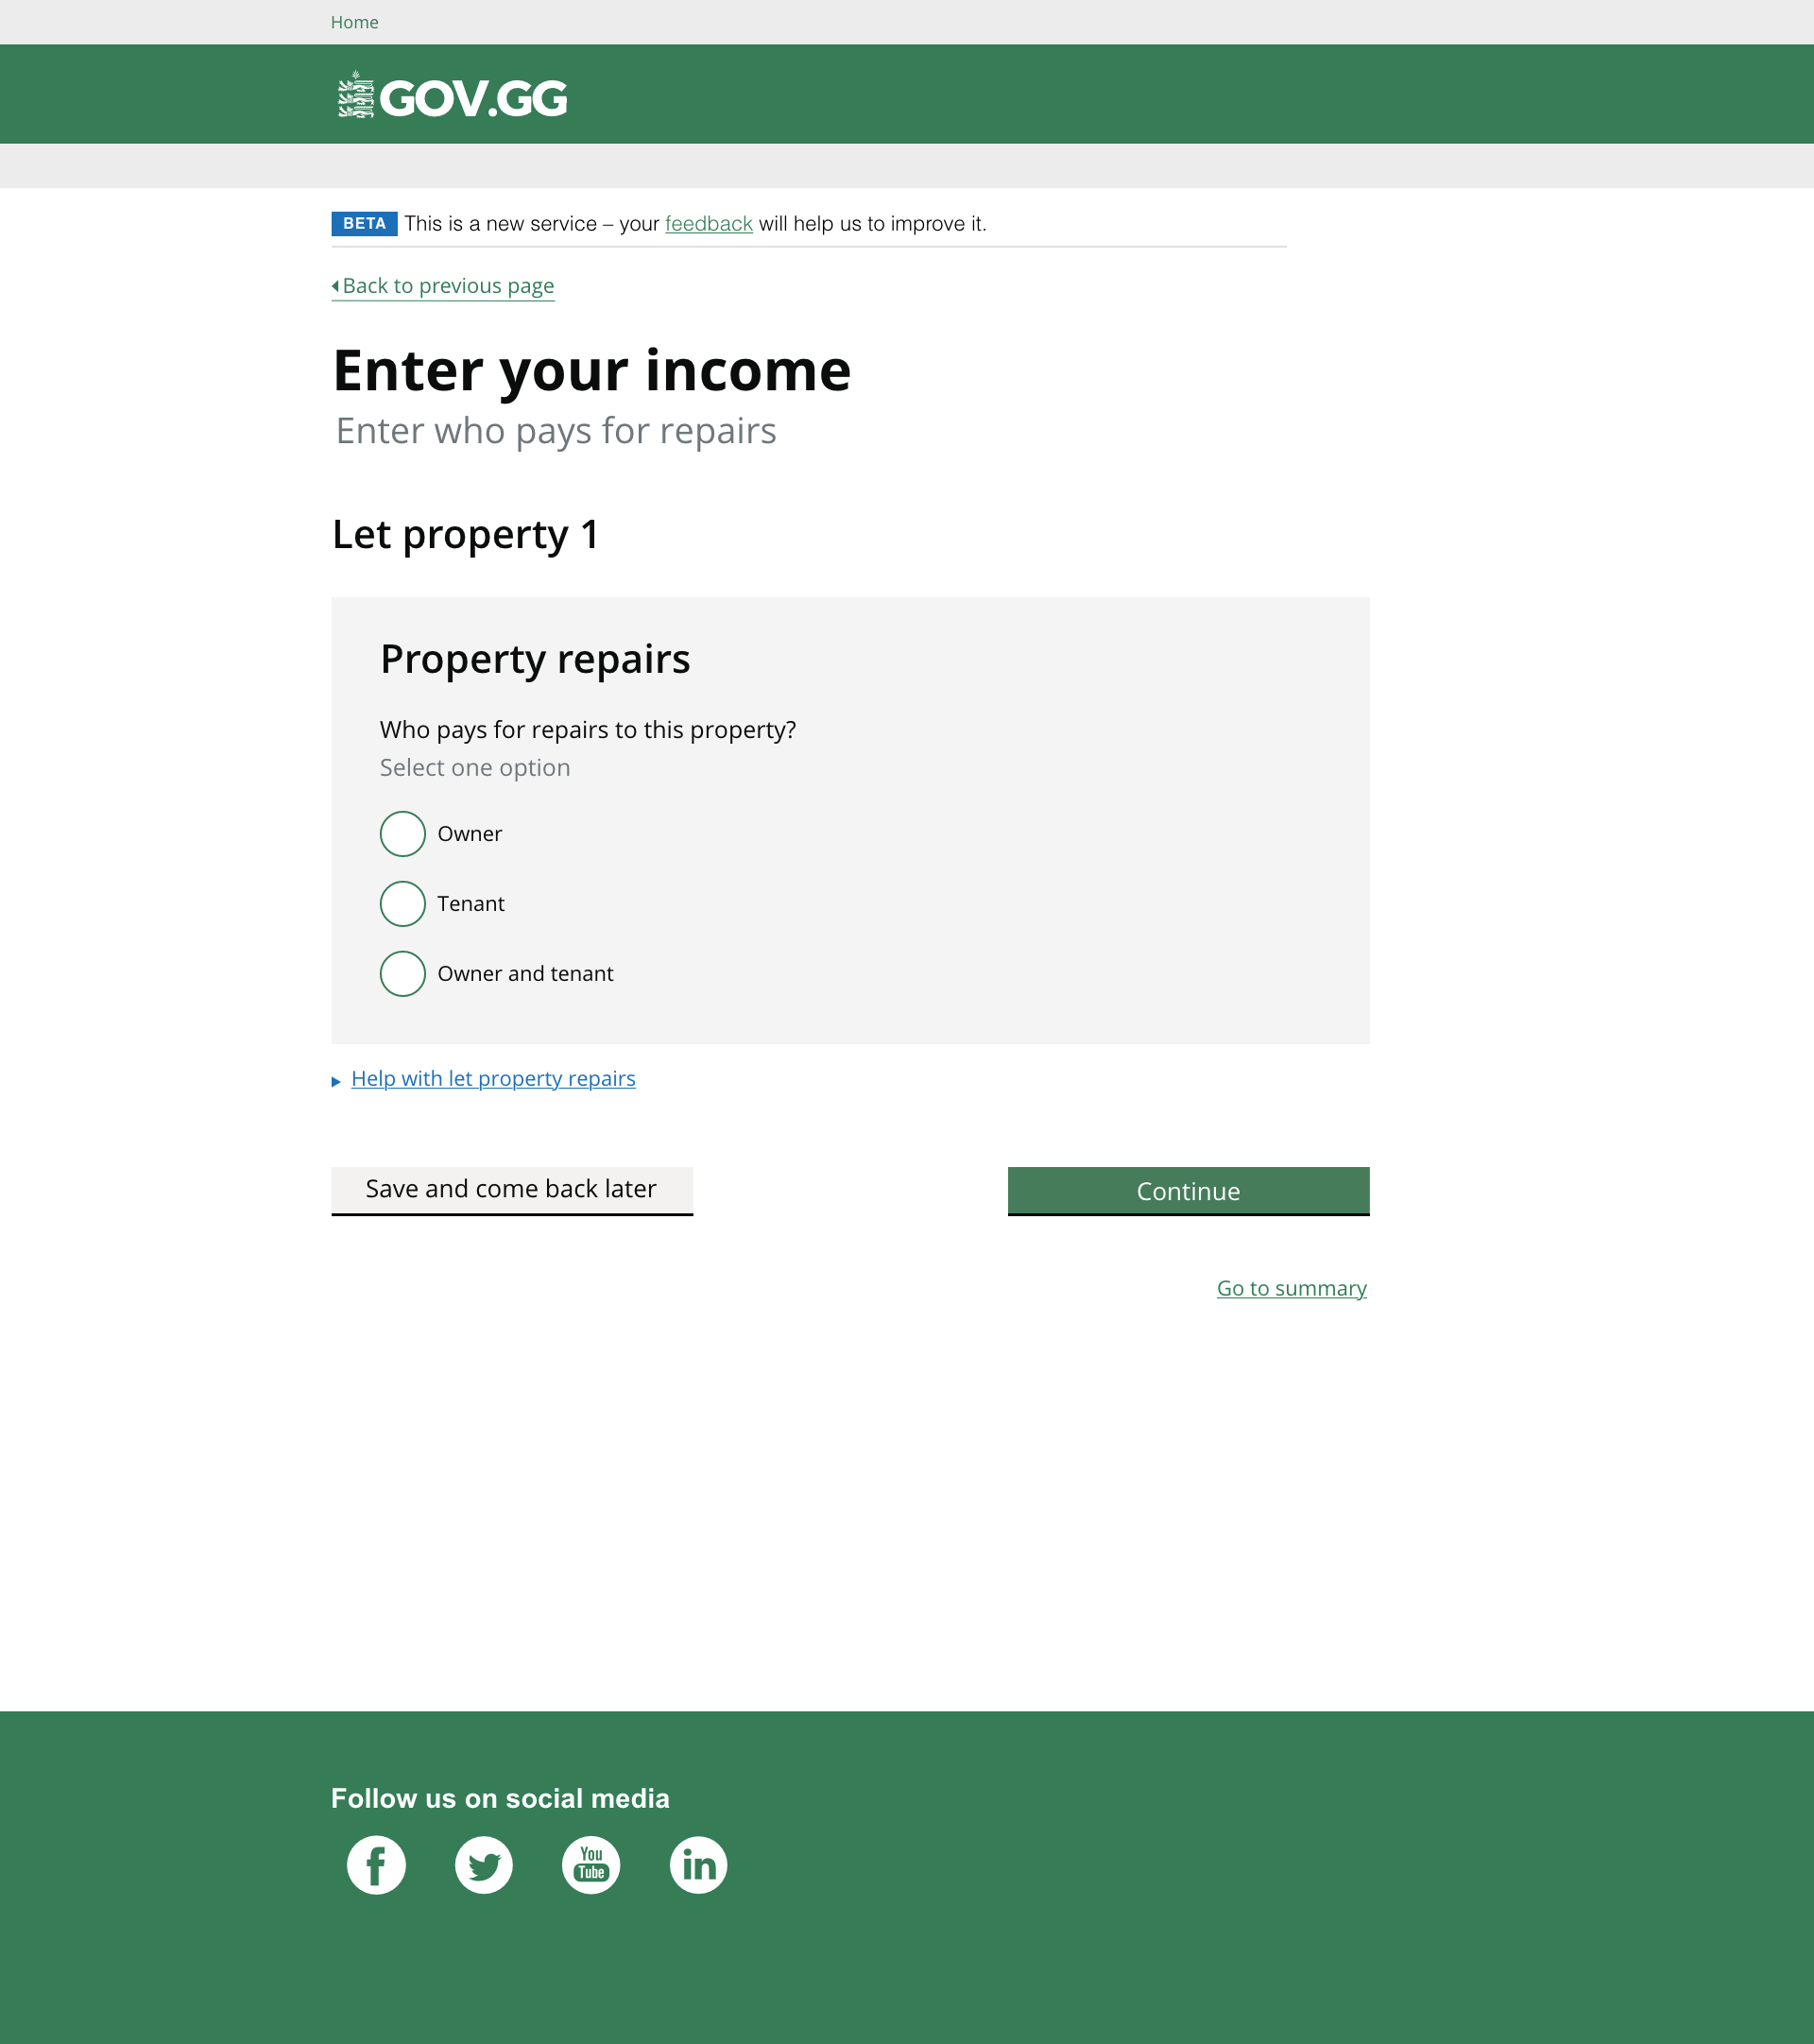 Home
GOV.GG
BETA This is a new service – your feedback will help us to improve it.
Back to previous page
Enter your income
Enter who pays for repairs
Let property 1
Property repairs
Who pays for repairs to this property?
Select one option
Owner
Tenant
Owner and tenant
Help with let property repairs
Save and come back later
Continue
Go to summary
Follow us on social media
f
You
Tube
in